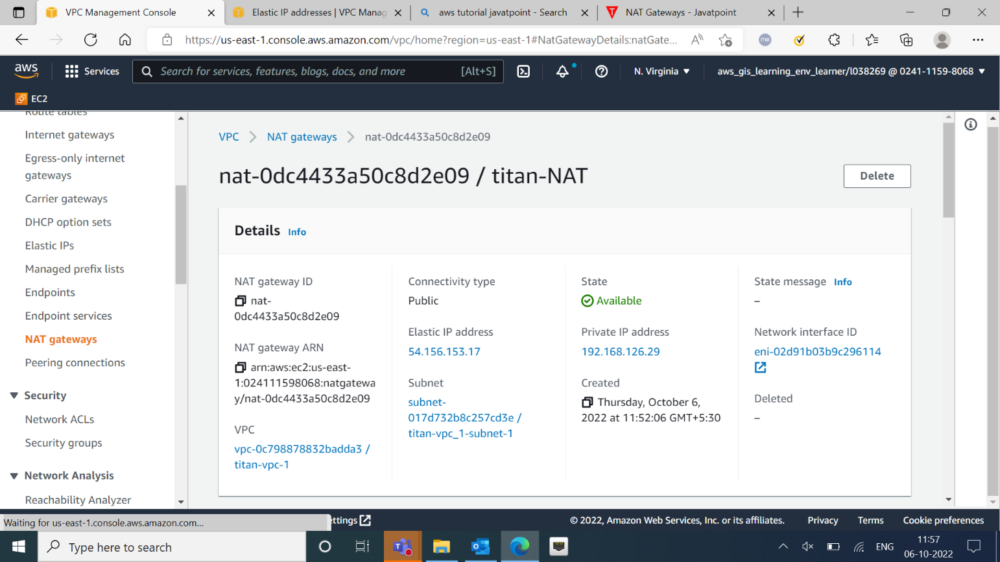 VPC Management Console
Elastic IP addresses | VPC Manag
aws tutorial javatpoint - Search
NAT Gateways - Javatpoint
https://us-east-1.console.aws.amazon.com/vpc/home?region=us-east-1#NatGatewayDetails:natGate...
me
aws
Services
Search for services, features, blogs, docs, and more
[Alt+S]
N. Virginia
aws_gis_learning_env_learner/l038269 @ 0241-1159-8068
EC2
Route tables
Internet gateways
Egress-only internet
gateways
Carrier gateways
DHCP option sets
Elastic IPs
Managed prefix lists
Endpoints
Endpoint services
NAT gateways
Peering connections
Security
Network ACLs
Security groups
Network Analysis
Reachability Analyzer
VPC
NAT gateways
nat-0dc4433a50c8d2e09
nat-0dc4433a50c8d2e09 / titan-NAT
Delete
Details Info
NAT gateway ID
nat-
0dc4433a50c8d2e09
NAT gateway ARN
arn:aws:ec2:us-east-
1:024111598068:natgatewa
y/nat-0dc4433a50c8d2e09
VPC
vpc-0c798878832badda3 /
titan-vpc-1
Connectivity type
Public
Elastic IP address
54.156.153.17
Subnet
subnet-
017d732b8c257cd3e /
titan-vpc_1-subnet-1
State
Available
Private IP address
192.168.126.29
Created
Thursday, October 6,
2022 at 11:52:06 GMT+5:30
State message Info
–
Network interface ID
eni-02d91b03b9c296114
Deleted
–
Waiting for us-east-1.console.aws.amazon.com...
ettings
© 2022, Amazon Web Services, Inc. or its affiliates.
Privacy
Terms
Cookie preferences
Type here to search
ENG
11:57
06-10-2022